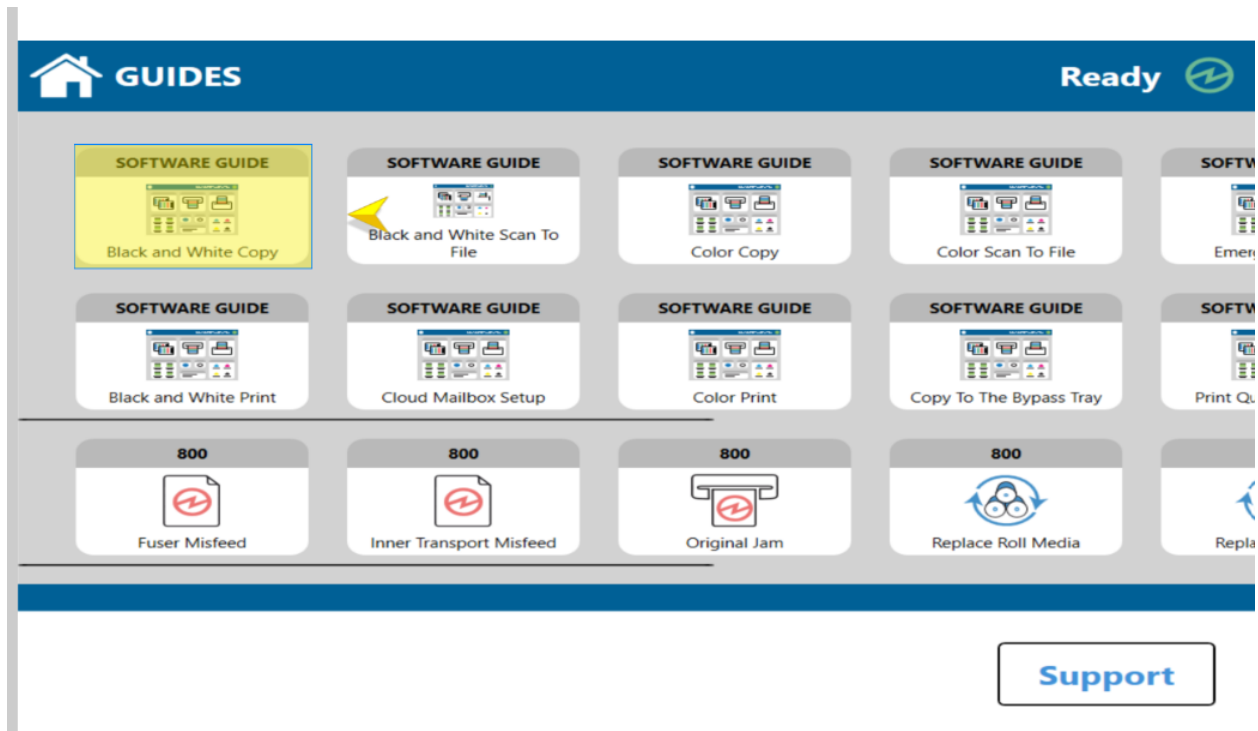 GUIDES
Ready
SOFTWARE GUIDE
Black and White Copy
SOFTWARE GUIDE
Black and White Scan To
File
SOFTWARE GUIDE
Color Copy
SOFTWARE GUIDE
Color Scan To File
SOFTWARE GUIDE
Black and White Print
SOFTWARE GUIDE
Cloud Mailbox Setup
SOFTWARE GUIDE
Color Print
SOFTWARE GUIDE
Copy To The Bypass Tray
Print
800
Fuser Misfeed
800
Inner Transport Misfeed
800
Original Jam
800
Replace Roll Media
Support